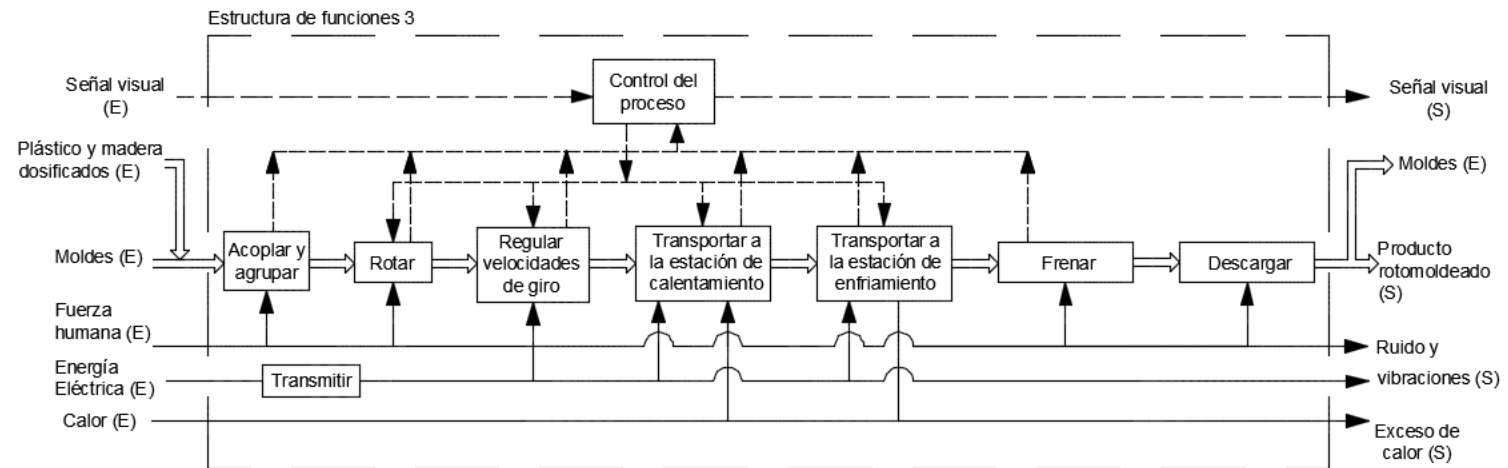 Estructura de funciones 3
Señal visual
(E)
Control del
proceso
Señal visual
(S)
Plástico y madera
dosificados (E)
Moldes (E)
Moldes (E)
Acoplar y
agrupar
Rotar
Regular
velocidades
de giro
Transportar a
la estación de
calentamiento
Transportar a
la estación de
enfriamiento
Frenar
Descargar
Producto
rotomoldeado
(S)
Fuerza
humana (E)
Ruido y
vibraciones (S)
Energía
Eléctrica (E)
Transmitir
Calor (E)
Exceso de
calor (S)